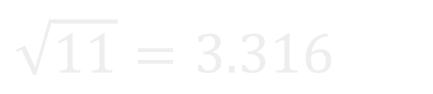 √11 = 3.316